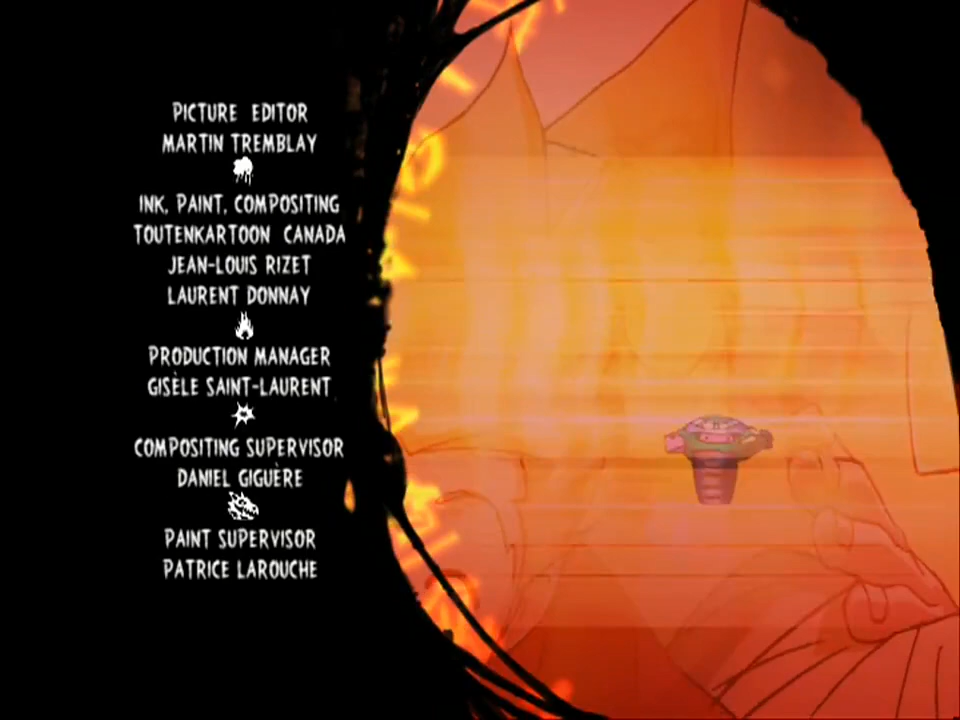 PICTURE EDITOR
MARTIN TREMBLAY
INK, PAINT, COMPOSITING
TOUTENKARTOON CANADA
JEAN-LOUIS RIZET
LAURENT DONNAY
PRODUCTION MANAGER
GISÈLE SAINT-LAURENT
COMPOSITING SUPERVISOR
DANIEL GIGUÈRE
PAINT SUPERVISOR
PATRICE LAROUCHE